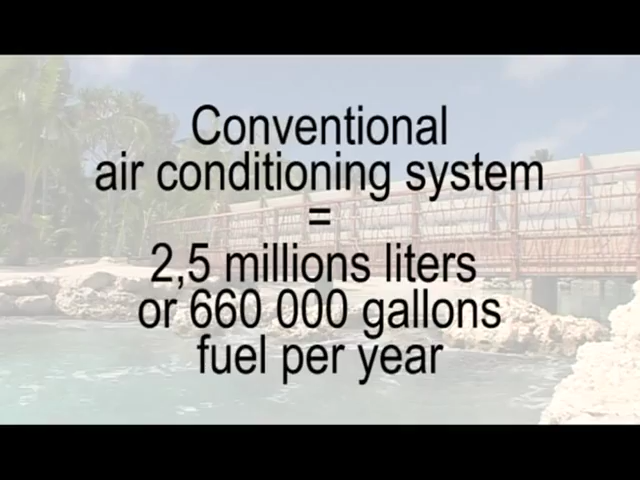 Conventional
air conditioning system
=
2,5 millions liters
or 660 000 gallons
fuel per year